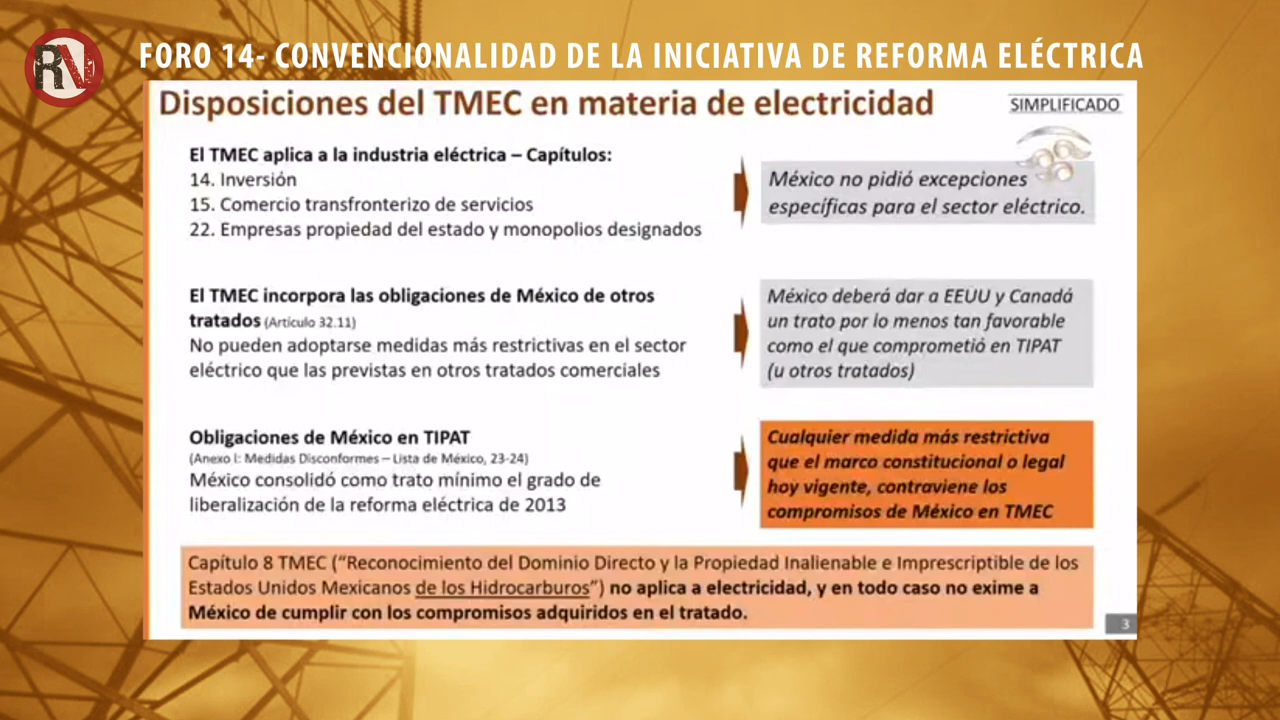 RN
FORO 14- CONVENCIONALIDAD DE LA INICIATIVA DE REFORMA ELÉCTRICA
Disposiciones del TMEC en materia de electricidad
SIMPLIFICADO
El TMEC aplica a la industria eléctrica – Capítulos:
14. Inversión
15. Comercio transfronterizo de servicios
22. Empresas propiedad del estado y monopolios designados
México no pidió excepciones
específicas para el sector eléctrico.
El TMEC incorpora las obligaciones de México de otros
tratados (Artículo 32.11)
No pueden adoptarse medidas más restrictivas en el sector
eléctrico que las previstas en otros tratados comerciales
México deberá dar a EEUU y Canadá
un trato por lo menos tan favorable
como el que comprometió en TIPAT
(u otros tratados)
Obligaciones de México en TIPAT
(Anexo I: Medidas Disconformes – Lista de México, 23-24)
México consolidó como trato mínimo el grado de
liberalización de la reforma eléctrica de 2013
Cualquier medida más restrictiva
que el marco constitucional o legal
hoy vigente, contraviene los
compromisos de México en TMEC
Capítulo 8 TMEC (“Reconocimiento del Dominio Directo y la Propiedad Inalienable e Imprescriptible de los
Estados Unidos Mexicanos de los Hidrocarburos”) no aplica a electricidad, y en todo caso no exime a
México de cumplir con los compromisos adquiridos en el tratado.
3